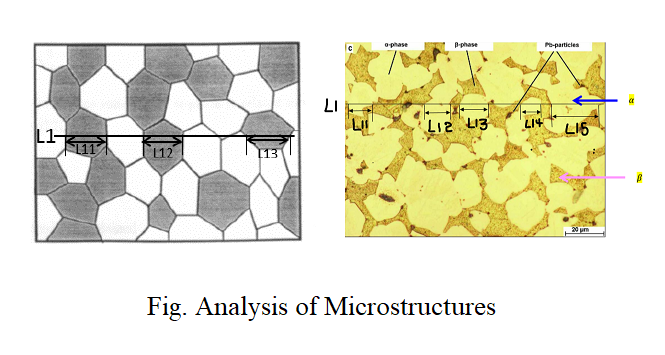 c
α-phase β-phase Pb-particles
L1 α
L11 L12 L13 L14 L15
L1
L11 L12 L13
β
20 μm
Fig. Analysis of Microstructures